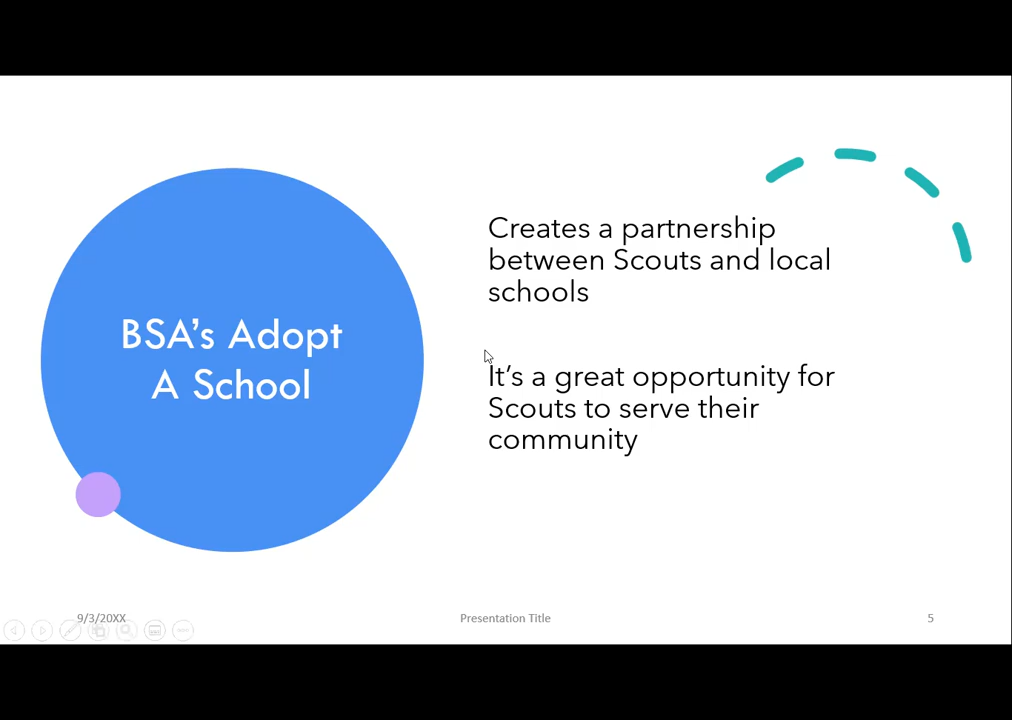 BSA's Adopt
A School
Creates a partnership
between Scouts and local
schools
It's a great opportunity for
Scouts to serve their
community
9/3/20XX
Presentation Title
5